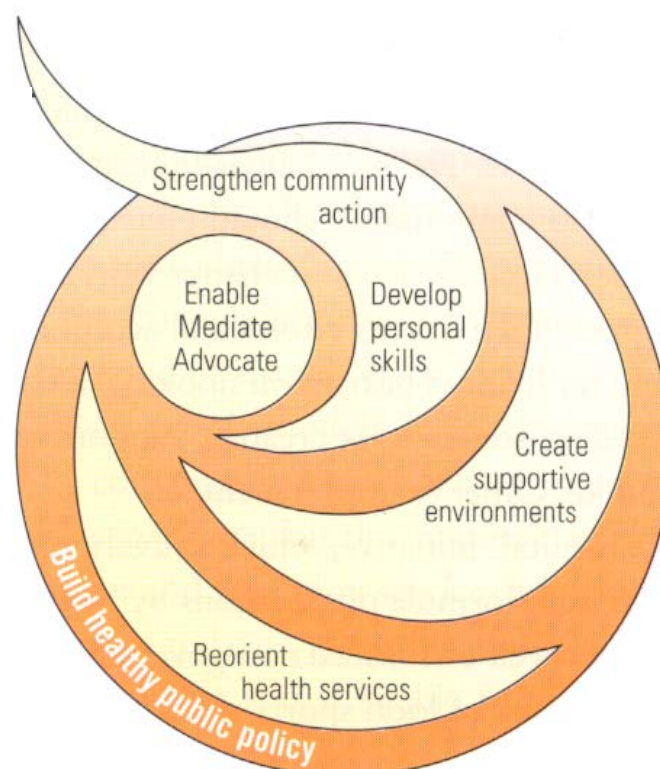 Strengthen community
action
Enable
Mediate
Advocate
Develop
personal
skills
Create
supportive
environments
Reorient
health services
Build healthy public policy